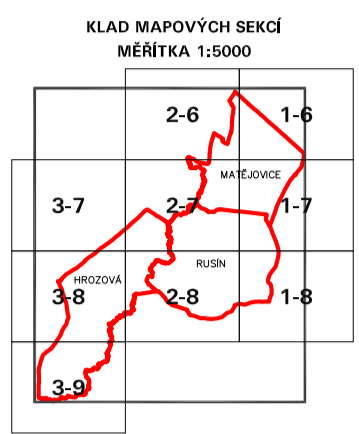 KLAD MAPOVÝCH SEKCÍ
MĚŘÍTKA 1:5000
2-6 1-6
MATĚJOVICE
3-7 2-7 1-7
RUSÍN
HROZOVÁ
3-8 2-8 1-8
3-9